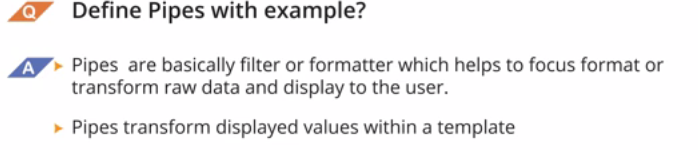 Q Define Pipes with example?
A Pipes are basically filter or formatter which helps to focus format or
transform raw data and display to the user.
Pipes transform displayed values within a template